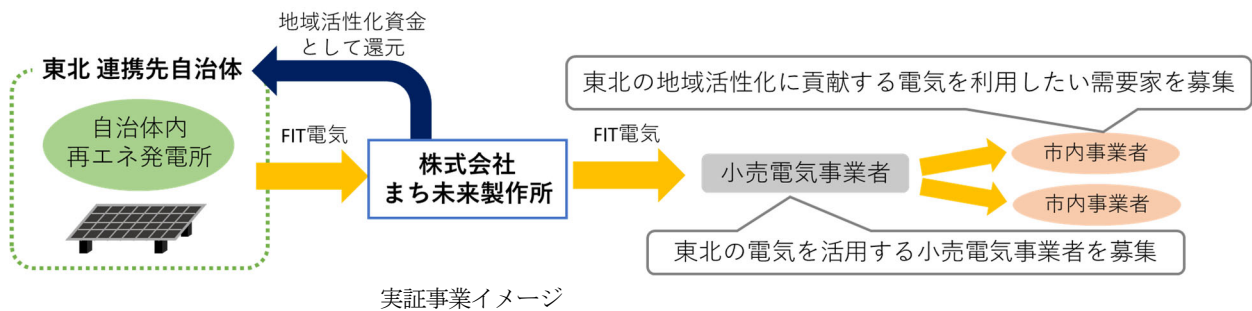 地域活性化資金
として還元
東北 連携先自治体
自治体内
再エネ発電所
FIT電気
株式会社
まち未来製作所
FIT電気
小売電気事業者
東北の地域活性化に貢献する電気を利用したい需要家を募集
市内事業者
市内事業者
東北の電気を活用する小売電気事業者を募集
実証事業イメージ